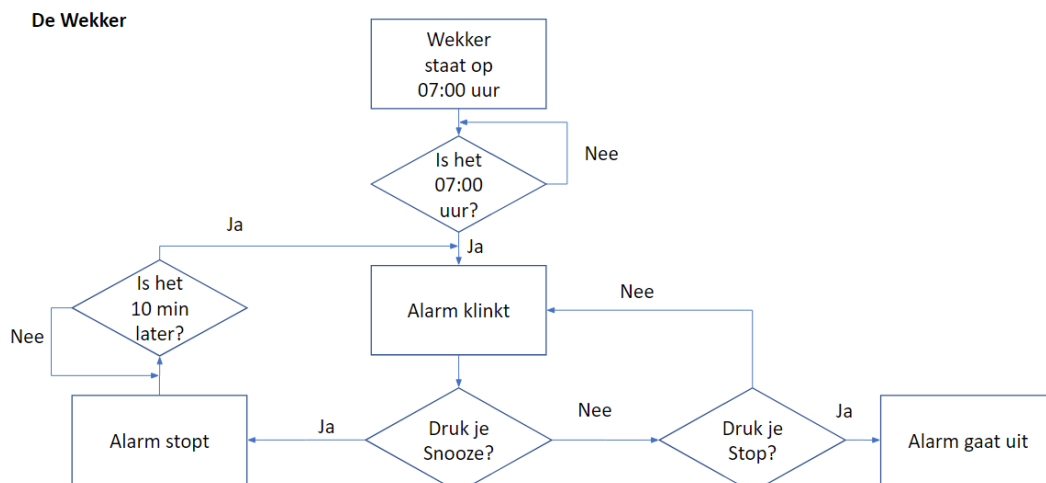 De Wekker
Wekker
staat op
07:00 uur
Nee
Is het
07:00
uur?
Ja
Ja
Is het
10 min
later?
Nee
Alarm klinkt
Nee
Alarm stopt
Ja
Druk je
Snooze?
Nee
Druk je
Stop?
Ja
Alarm gaat uit